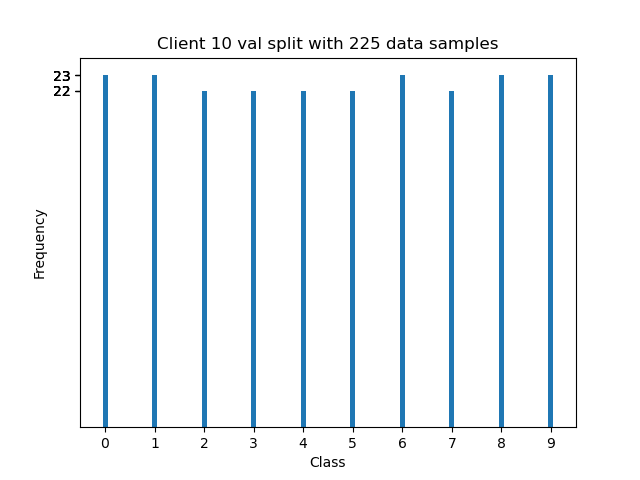 Client 10 val split with 225 data samples
23
22
Frequency
0 1 2 3 4 5 6 7 8 9
Class